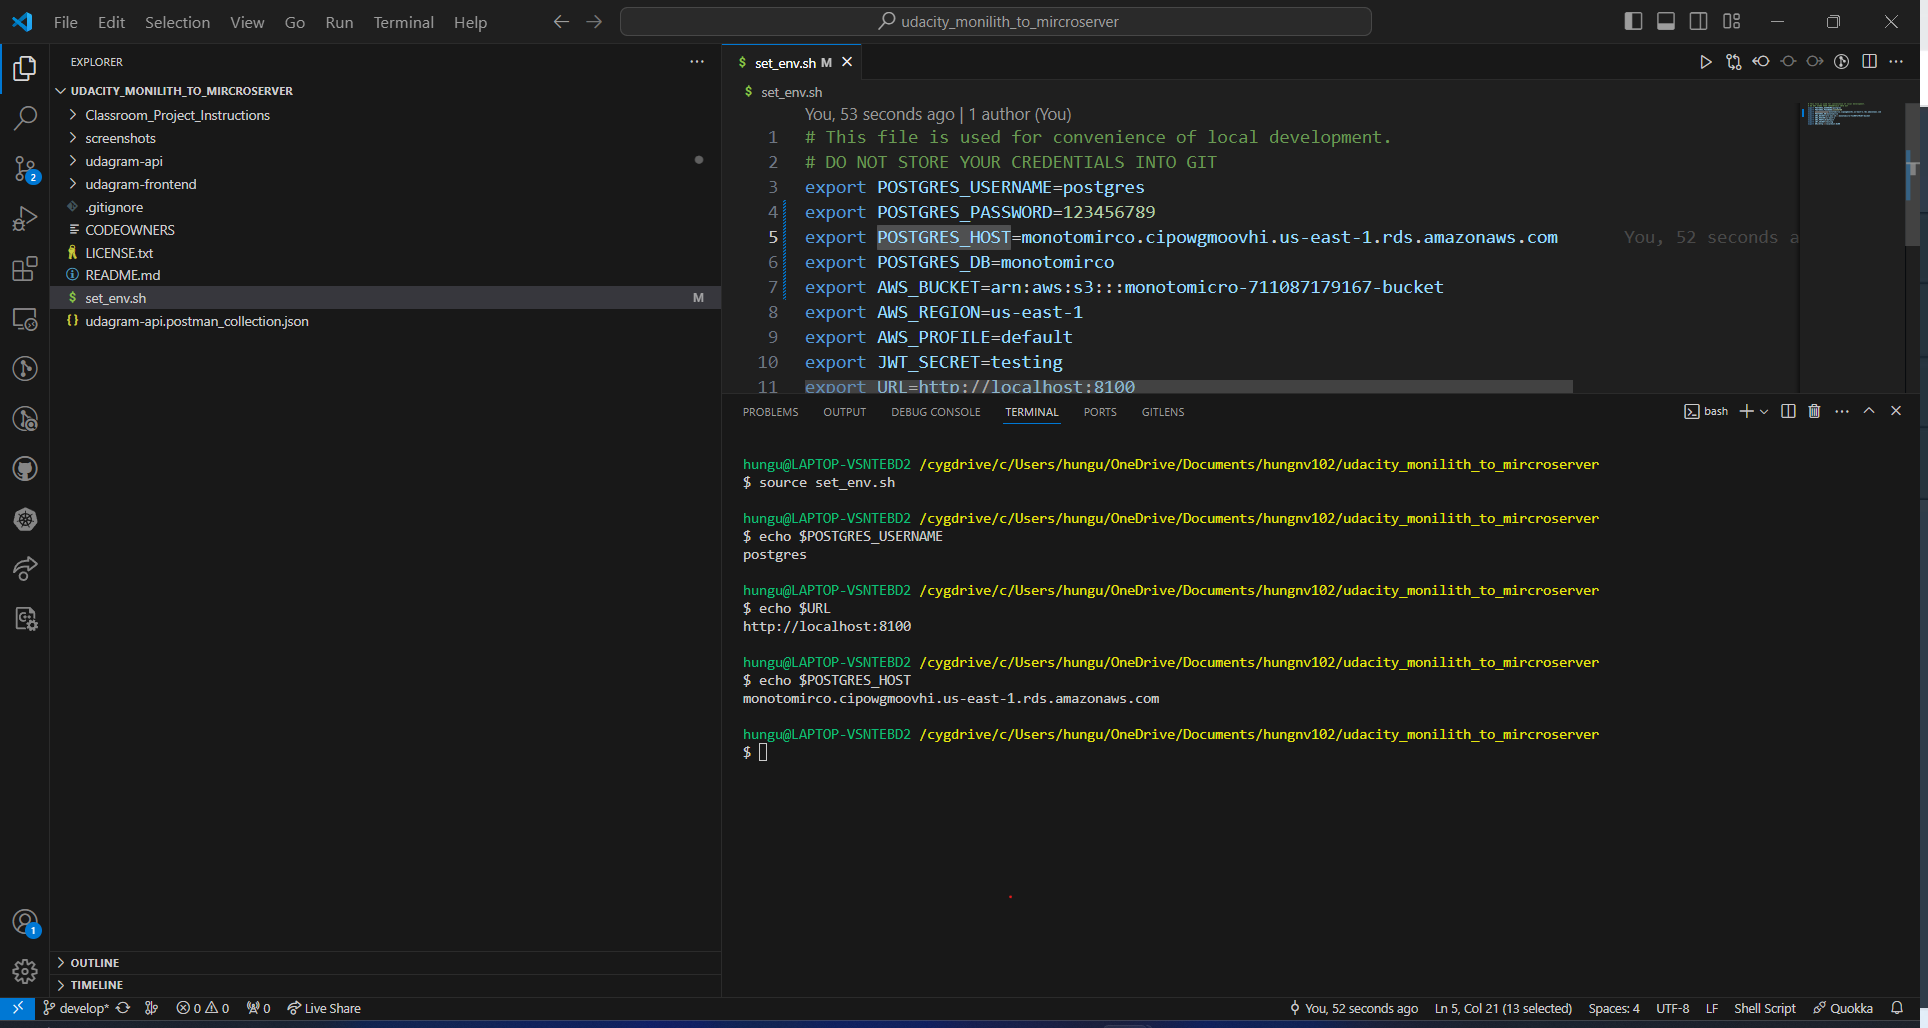 File Edit Selection View Go Run Terminal Help
udacity_monilith_to_mircroserver
EXPLORER
UDACITY_MONILITH_TO_MIRCROSERVER
Classroom_Project_Instructions
screenshots
udagram-api
udagram-frontend
.gitignore
CODEOWNERS
LICENSE.txt
README.md
$ set_env.sh M
{} udagram-api.postman_collection.json
2
1
OUTLINE
TIMELINE
$ set_env.sh M
$ set_env.sh
You, 53 seconds ago | 1 author (You)
1 # This file is used for convenience of local development.
2 # DO NOT STORE YOUR CREDENTIALS INTO GIT
3 export POSTGRES_USERNAME=postgres
4 export POSTGRES_PASSWORD=123456789
5 export POSTGRES_HOST=monotomirco.cipowgmoovhi.us-east-1.rds.amazonaws.com You, 52 seconds a
6 export POSTGRES_DB=monotomirco
7 export AWS_BUCKET=arn:aws:s3:::monotomicro-711087179167-bucket
8 export AWS_REGION=us-east-1
9 export AWS_PROFILE=default
10 export JWT_SECRET=testing
11 export URL=http://localhost:8100
PROBLEMS OUTPUT DEBUG CONSOLE TERMINAL PORTS GITLENS
bash
hungu@LAPTOP-VSNTEBD2 /cygdrive/c/Users/hungu/OneDrive/Documents/hungnv102/udacity_monilith_to_mircroserver
$ source set_env.sh
hungu@LAPTOP-VSNTEBD2 /cygdrive/c/Users/hungu/OneDrive/Documents/hungnv102/udacity_monilith_to_mircroserver
$ echo $POSTGRES_USERNAME
postgres
hungu@LAPTOP-VSNTEBD2 /cygdrive/c/Users/hungu/OneDrive/Documents/hungnv102/udacity_monilith_to_mircroserver
$ echo $URL
http://localhost:8100
hungu@LAPTOP-VSNTEBD2 /cygdrive/c/Users/hungu/OneDrive/Documents/hungnv102/udacity_monilith_to_mircroserver
$ echo $POSTGRES_HOST
monotomirco.cipowgmoovhi.us-east-1.rds.amazonaws.com
hungu@LAPTOP-VSNTEBD2 /cygdrive/c/Users/hungu/OneDrive/Documents/hungnv102/udacity_monilith_to_mircroserver
$
develop* 0 0 0 Live Share You, 52 seconds ago Ln 5, Col 21 (13 selected) Spaces: 4 UTF-8 LF Shell Script Quokka